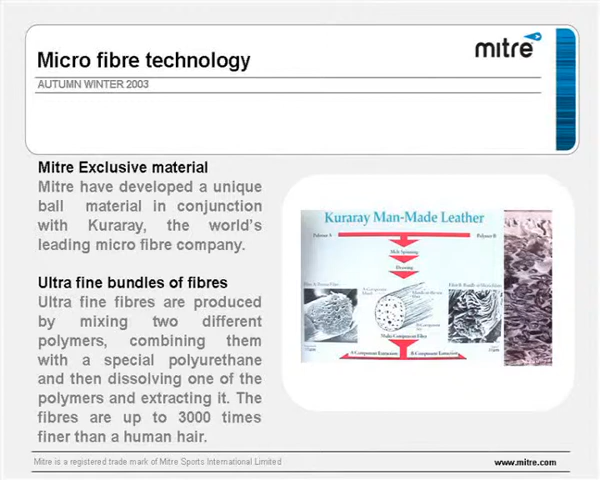 Micro fibre technology
mitre
AUTUMN WINTER 2003
Mitre Exclusive material
Mitre have developed a unique
ball material in conjunction
with Kuraray, the world's
leading micro fibre company.
Ultra fine bundles of fibres
Ultra fine fibres are produced
by mixing two different
polymers, combining them
with a special polyurethane
and then dissolving one of the
polymers and extracting it. The
fibres are up to 3000 times
finer than a human hair.
Kuraray Man-Made Leather
Polymer A
Polymer B
Melt Spinning
Drawing
Multi-Component Fiber
A Component Extraction
B Component Extraction
Mitre is a registered trade mark of Mitre Sports International Limited
www.mitre.com